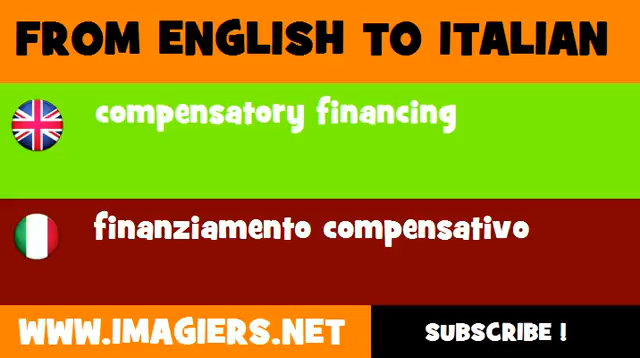 FROM ENGLISH TO ITALIAN
compensatory financing
finanziamento compensativo
WWW.IMAGIERS.NET
SUBSCRIBE !